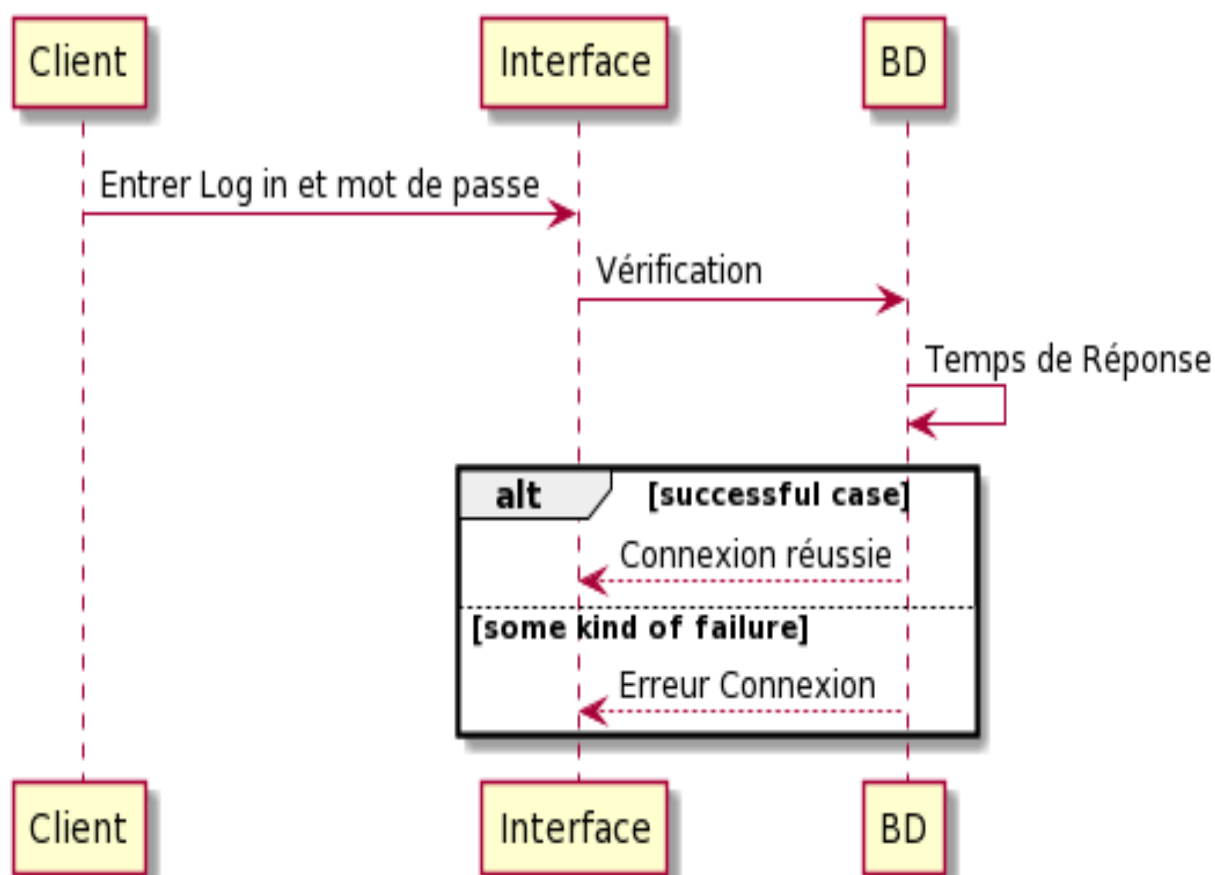 Client
Interface
BD
Entrer Log in et mot de passe
Vérification
Temps de Réponse
alt
[successful case]
Connexion réussie
[some kind of failure]
Erreur Connexion
Client
Interface
BD